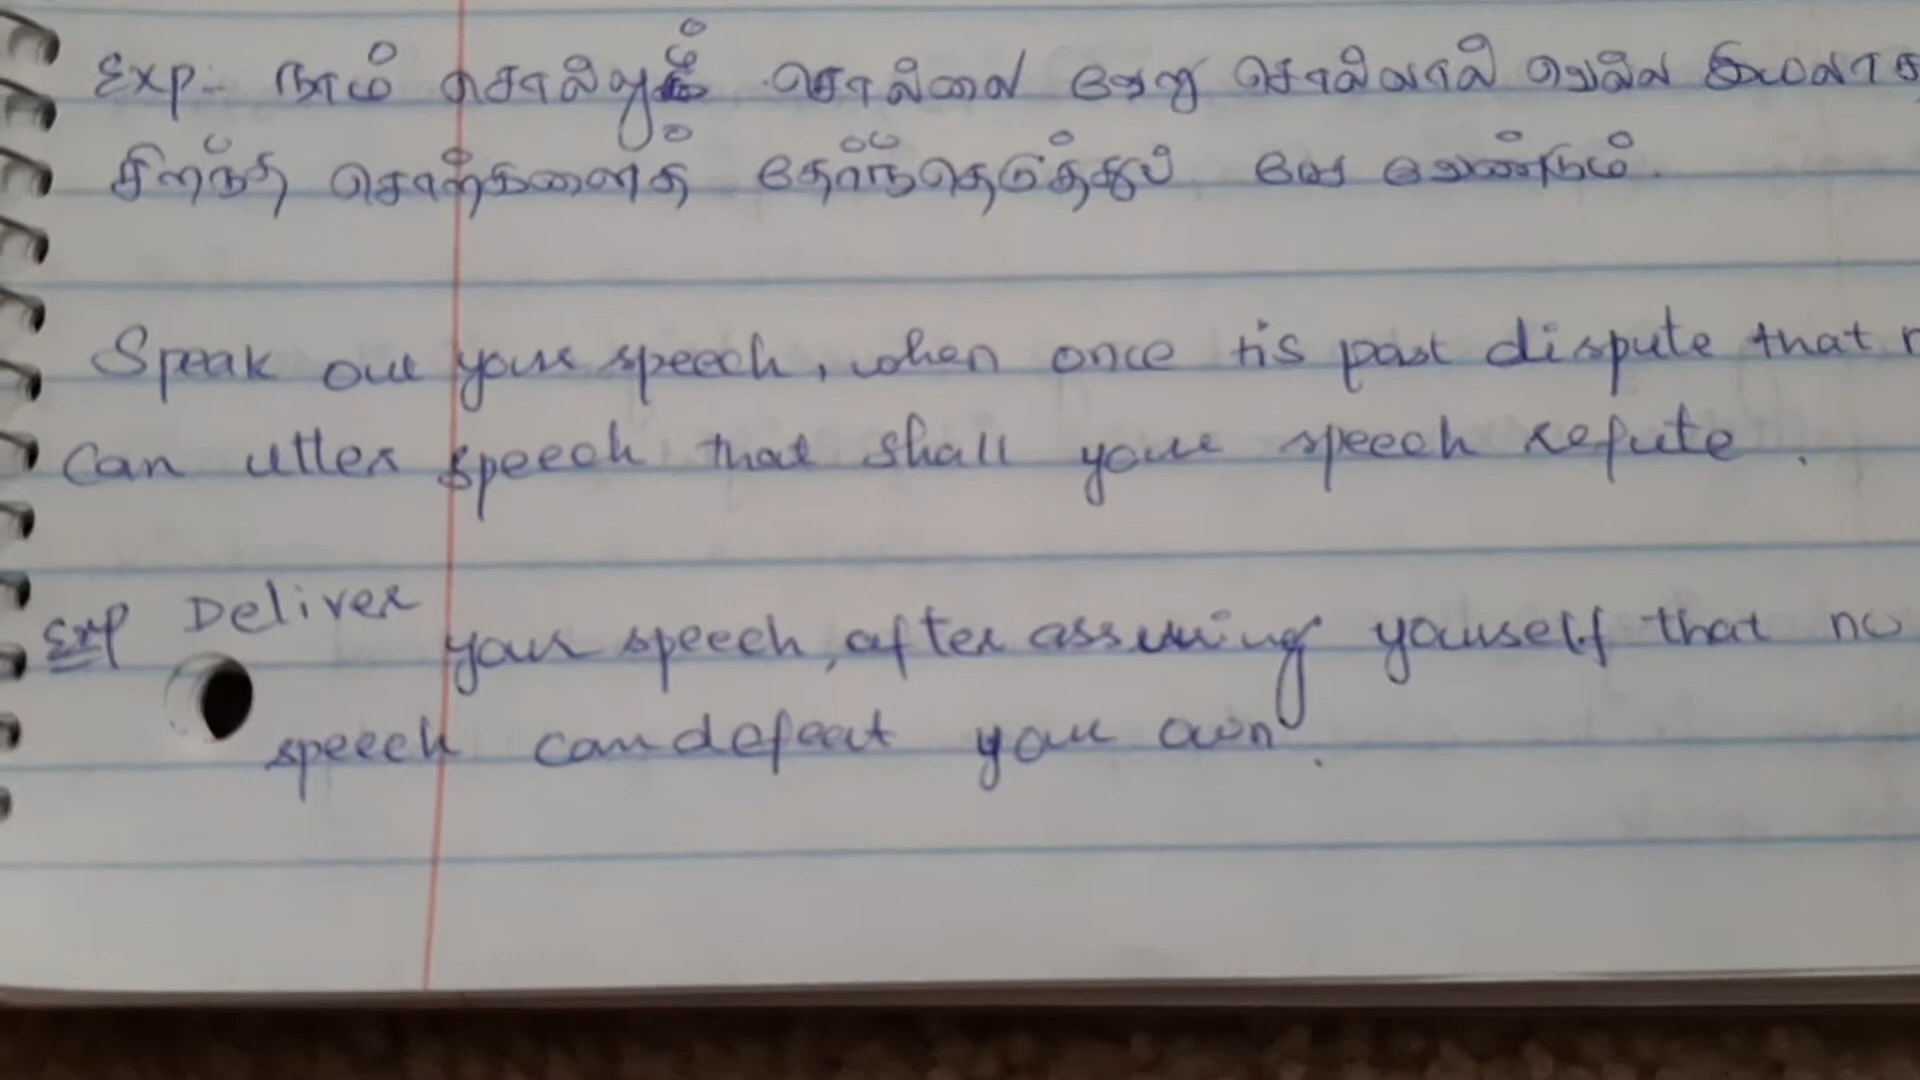 Exp:- நாம் சொல்லும் சொல்லை வேறு சொல்லால் வெல்ல இயலாத
சிறந்த சொற்களைத் தேர்ந்தெடுத்துப் பேச வேண்டும்.
Speak out your speech, when once tis past dispute that
Can utter speech that shall your speech refute.
Exp Deliver your speech, after assuring yourself that no
speech can defeat your own.